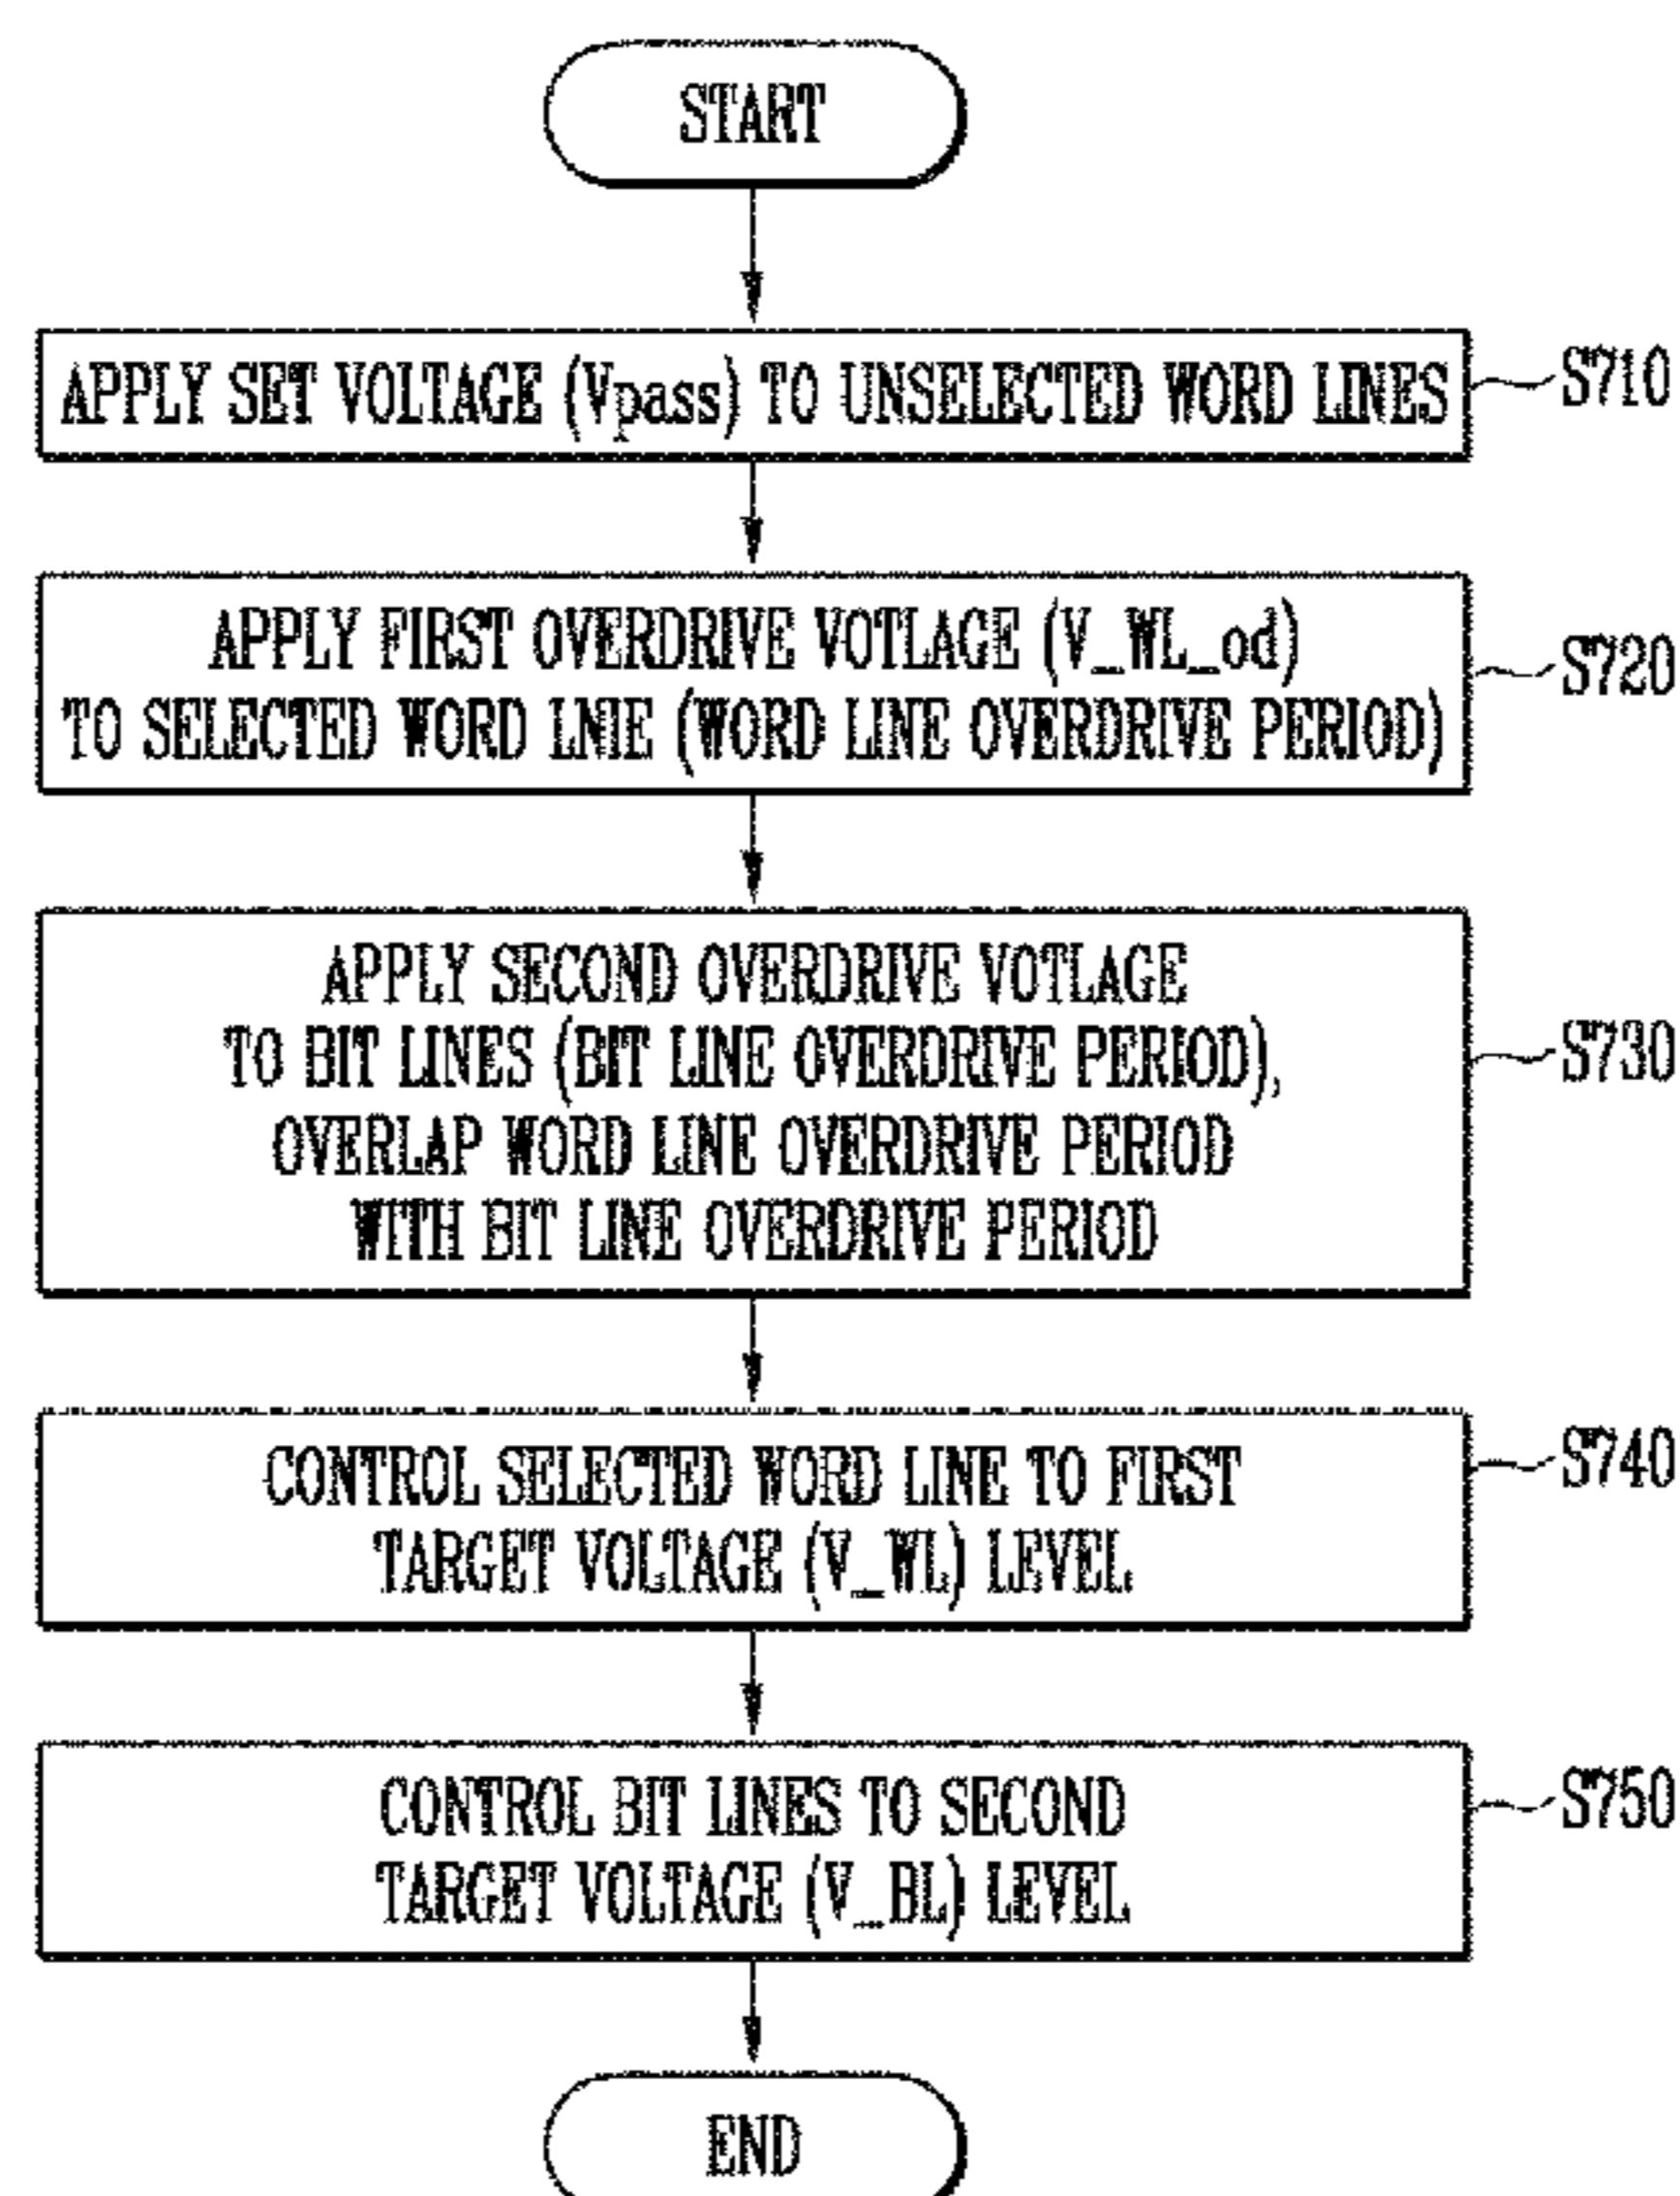 START
APPLY SET VOLTAGE (Vpass) TO UNSELECTED WORD LINES
S710
APPLY FIRST OVERDRIVE VOTLAGE (V_WL_od)
TO SELECTED WORD LNIE (WORD LINE OVERDRIVE PERIOD)
S720
APPLY SECOND OVERDRIVE VOTLAGE
TO BIT LINES (BIT LINE OVERDRIVE PERIOD),
OVERLAP WORD LINE OVERDRIVE PERIOD
WITH BIT LINE OVERDRIVE PERIOD
S730
CONTROL SELECTED WORD LINE TO FIRST
TARGET VOLTAGE (V_WL) LEVEL
S740
CONTROL BIT LINES TO SECOND
TARGET VOLTAGE (V_BL) LEVEL
S750
END